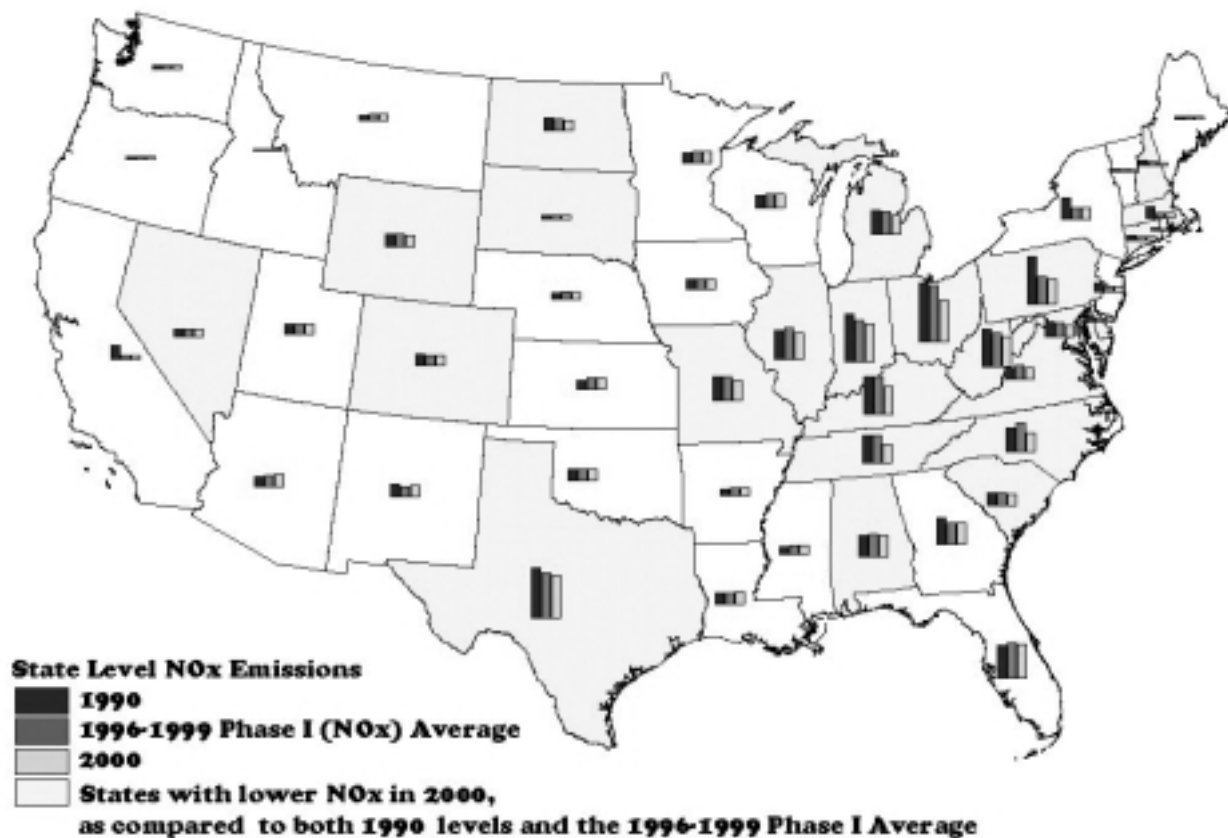 State Level NOx Emissions
1990
1996-1999 Phase I (NOx) Average
2000
States with lower NOx in 2000,
as compared to both 1990 levels and the 1996-1999 Phase I Average